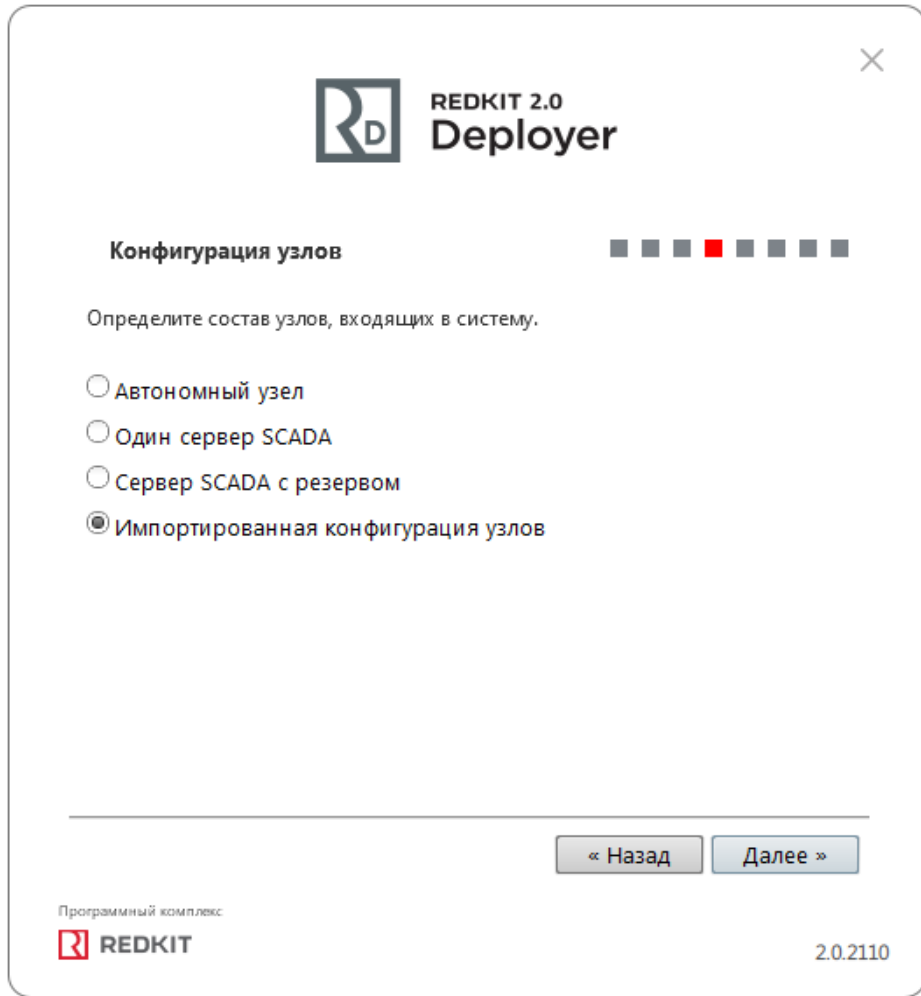 REDKIT 2.0
Deployer
Конфигурация узлов
Определите состав узлов, входящих в систему.
Автономный узел
Один сервер SCADA
Сервер SCADA с резервом
Импортированная конфигурация узлов
« Назад
Далее »
Программный комплекс
REDKIT
2.0.2110